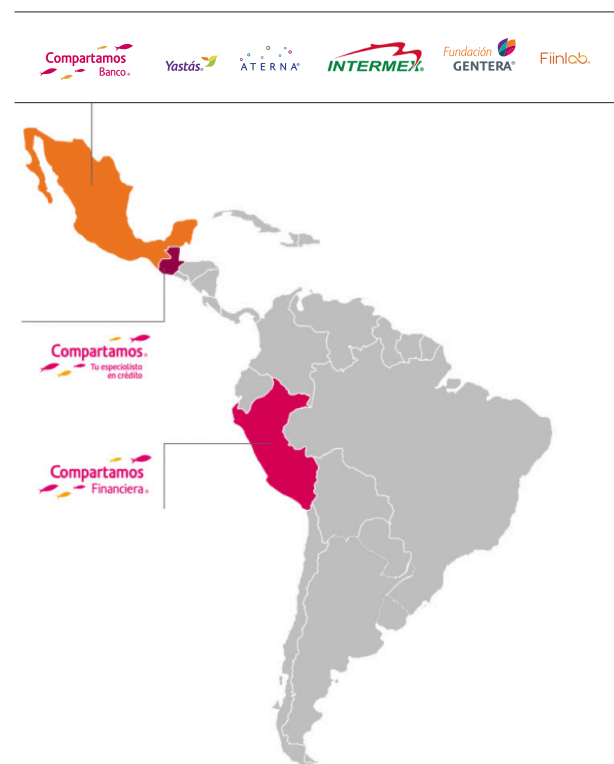 Compartamos
Banco®
Yastás®
ATERNA®
INTERMEX®
Fundación
GENTERA®
Fiinlab®
Compartamos®
Tu especialista
en crédito
Compartamos
Financiera®